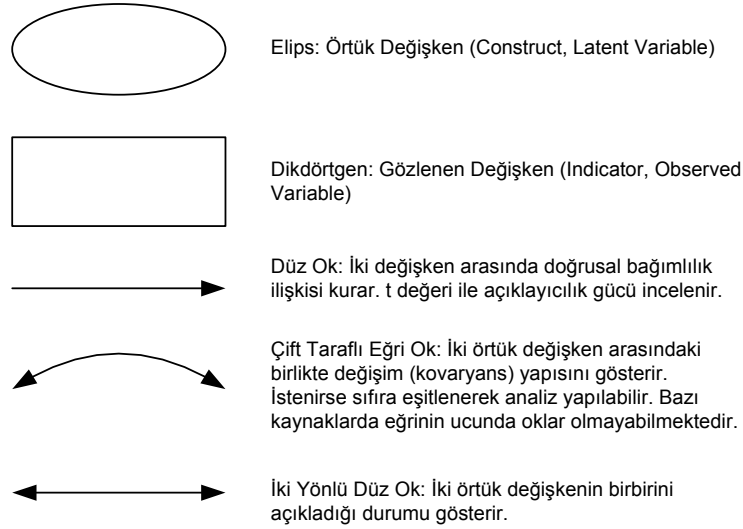 Elips: Örtük Değişken (Construct, Latent Variable)
Dikdörtgen: Gözlenen Değişken (Indicator, Observed
Variable)
Düz Ok: İki değişken arasında doğrusal bağımlılık
ilişkisi kurar. t değeri ile açıklayıcılık gücü incelenir.
Çift Taraflı Eğri Ok: İki örtük değişken arasındaki
birlikte değişim (kovaryans) yapısını gösterir.
İstenirse sıfıra eşitlenerek analiz yapılabilir. Bazı
kaynaklarda eğrinin ucunda oklar olmayabilmektedir.
İki Yönlü Düz Ok: İki örtük değişkenin birbirini
açıkladığı durumu gösterir.